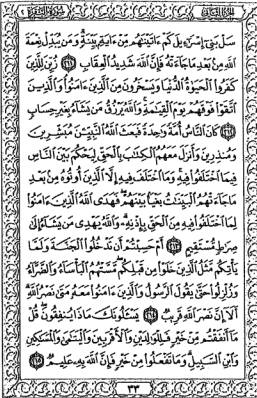 الجزء الثاني سورة البقرة ٢
سَلْ بَنِىٓ إِسْرَٰٓءِيلَ كَمْ ءَاتَيْنَٰهُم مِّنْ ءَايَةٍۭ بَيِّنَةٍ وَمَن يُبَدِّلْ نِعْمَةَ
ٱللَّهِ مِنۢ بَعْدِ مَا جَآءَتْهُ فَإِنَّ ٱللَّهَ شَدِيدُ ٱلْعِقَابِ ٢١١ زُيِّنَ لِلَّذِينَ
كَفَرُوا۟ ٱلْحَيَوٰةُ ٱلدُّنْيَا وَيَسْخَرُونَ مِنَ ٱلَّذِينَ ءَامَنُوا۟ وَٱلَّذِينَ
ٱتَّقَوْا۟ فَوْقَهُمْ يَوْمَ ٱلْقِيَٰمَةِ وَٱللَّهُ يَرْزُقُ مَن يَشَآءُ بِغَيْرِ حِسَابٍ
٢١٢ كَانَ ٱلنَّاسُ أُمَّةً وَٰحِدَةً فَبَعَثَ ٱللَّهُ ٱلنَّبِيِّـۧنَ مُبَشِّرِينَ
وَمُنذِرِينَ وَأَنزَلَ مَعَهُمُ ٱلْكِتَٰبَ بِٱلْحَقِّ لِيَحْكُمَ بَيْنَ ٱلنَّاسِ
فِيمَا ٱخْتَلَفُوا۟ فِيهِ وَمَا ٱخْتَلَفَ فِيهِ إِلَّا ٱلَّذِينَ أُوتُوهُ مِنۢ بَعْدِ
مَا جَآءَتْهُمُ ٱلْبَيِّنَٰتُ بَغْيًۢا بَيْنَهُمْ فَهَدَى ٱللَّهُ ٱلَّذِينَ ءَامَنُوا۟
لِمَا ٱخْتَلَفُوا۟ فِيهِ مِنَ ٱلْحَقِّ بِإِذْنِهِۦ وَٱللَّهُ يَهْدِى مَن يَشَآءُ إِلَىٰ
صِرَٰطٍ مُّسْتَقِيمٍ ٢١٣ أَمْ حَسِبْتُمْ أَن تَدْخُلُوا۟ ٱلْجَنَّةَ وَلَمَّا
يَأْتِكُم مَّثَلُ ٱلَّذِينَ خَلَوْا۟ مِن قَبْلِكُم مَّسَّتْهُمُ ٱلْبَأْسَآءُ وَٱلضَّرَّآءُ
وَزُلْزِلُوا۟ حَتَّىٰ يَقُولَ ٱلرَّسُولُ وَٱلَّذِينَ ءَامَنُوا۟ مَعَهُۥ مَتَىٰ نَصْرُ ٱللَّهِ
أَلَآ إِنَّ نَصْرَ ٱللَّهِ قَرِيبٌ ٢١٤ يَسْـَٔلُونَكَ مَاذَا يُنفِقُونَ قُلْ
مَآ أَنفَقْتُم مِّنْ خَيْرٍ فَلِلْوَٰلِدَيْنِ وَٱلْأَقْرَبِينَ وَٱلْيَتَٰمَىٰ وَٱلْمَسَٰكِينِ
وَٱبْنِ ٱلسَّبِيلِ وَمَا تَفْعَلُوا۟ مِنْ خَيْرٍ فَإِنَّ ٱللَّهَ بِهِۦ عَلِيمٌ ٢١٥
٣٣